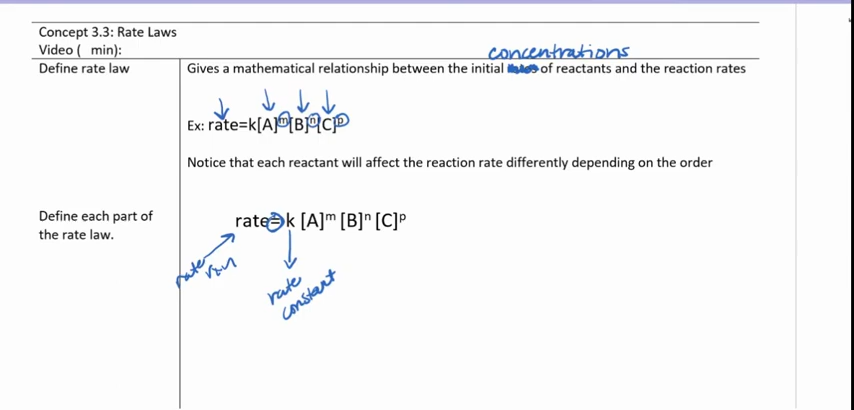 Concept 3.3: Rate Laws
Video ( min):
concentrations
Define rate law
Gives a mathematical relationship between the initial of reactants and the reaction rates
Ex: rate=k[A]ᵐ[B]ⁿ[C]ᵖ
Notice that each reactant will affect the reaction rate differently depending on the order
Define each part of
the rate law.
rate=k [A]ᵐ [B]ⁿ [C]ᵖ
rate
rxn
rate
constant